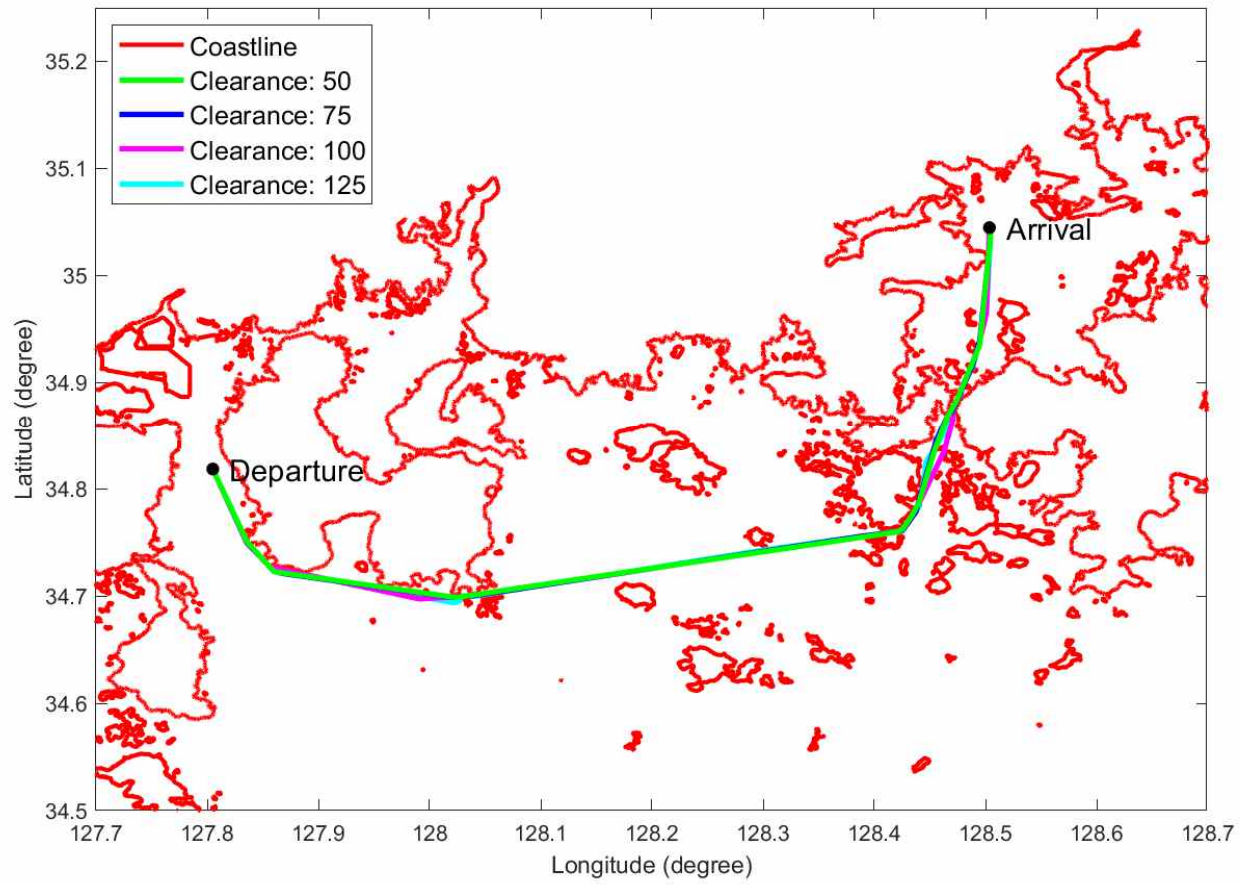 Coastline
Clearance: 50
Clearance: 75
Clearance: 100
Clearance: 125
35.2
35.1
35
34.9
34.8
34.7
34.6
34.5
Latitude (degree)
Arrival
Departure
127.7 127.8 127.9 128 128.1 128.2 128.3 128.4 128.5 128.6 128.7
Longitude (degree)